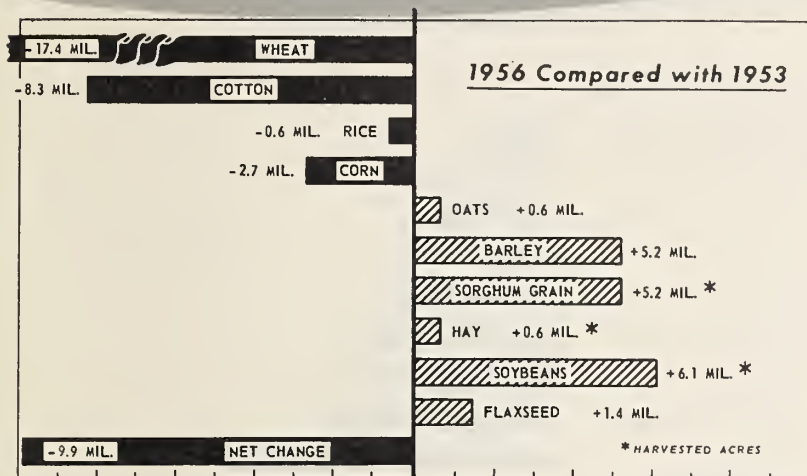 - 17.4 MIL. WHEAT
1956 Compared with 1953
- 8.3 MIL. COTTON
- 0.6 MIL. RICE
- 2.7 MIL. CORN
OATS + 0.6 MIL.
BARLEY +5.2 MIL.
SORGHUM GRAIN +5.2 MIL. *
HAY +0.6 MIL. *
SOYBEANS +6.1 MIL. *
FLAXSEED +1.4 MIL.
-9.9 MIL. NET CHANGE
* HARVESTED ACRES